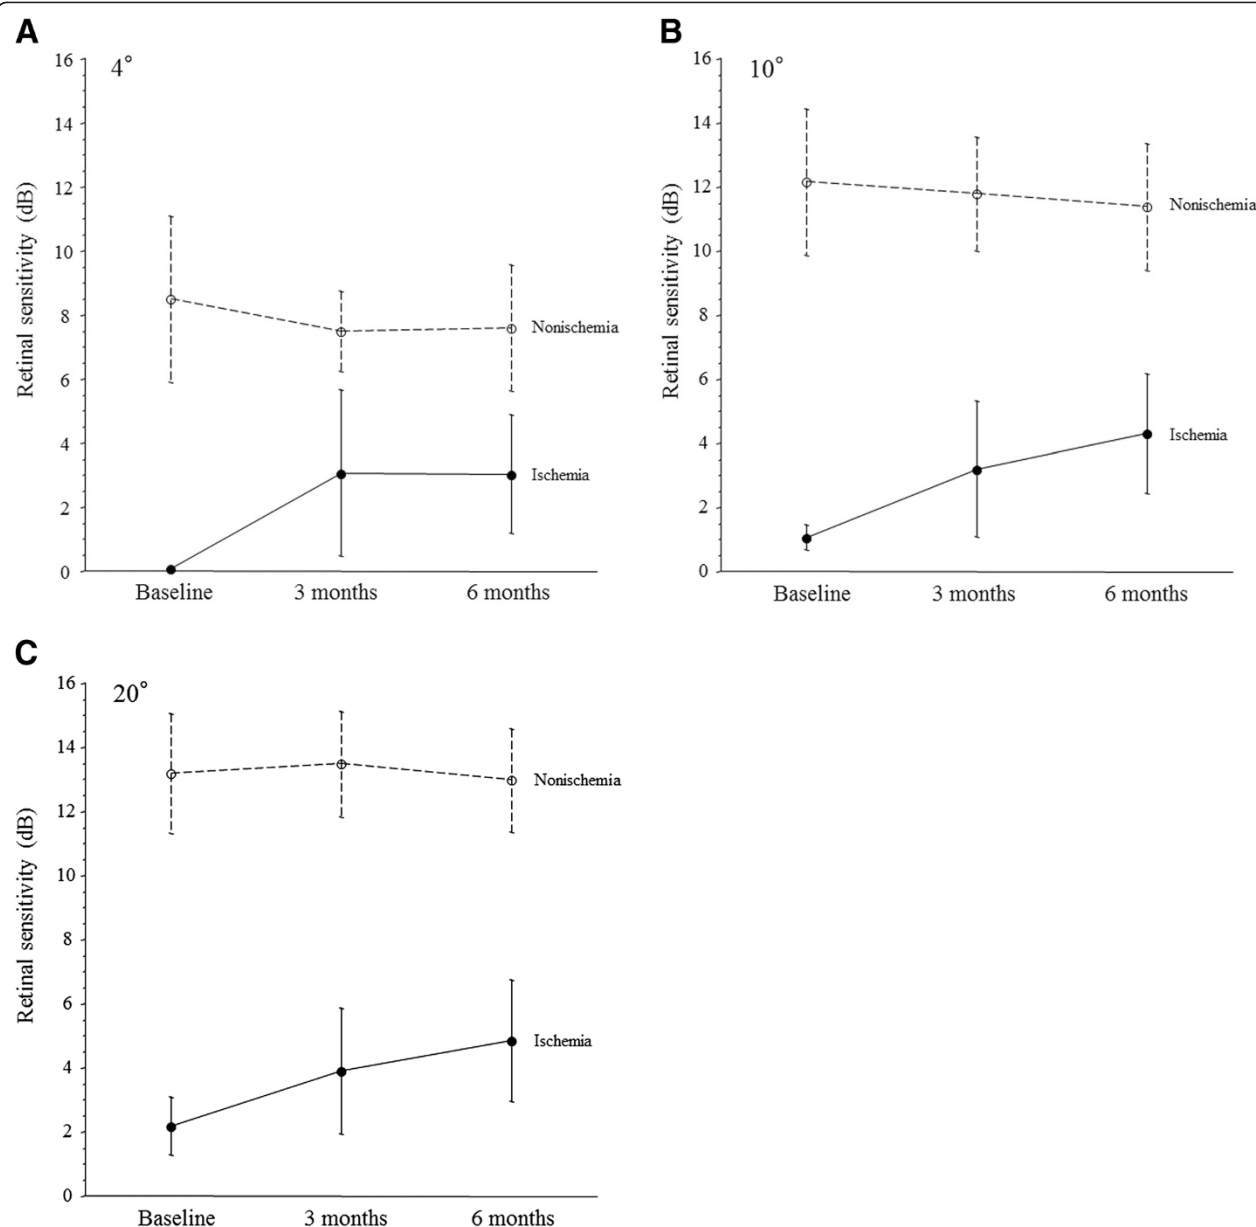 A
4°
Retinal sensitivity (dB)
16
14
12
10
8
6
4
2
0
Nonischemia
Ischemia
Baseline 3 months 6 months
B
10°
Retinal sensitivity (dB)
16
14
12
10
8
6
4
2
0
Nonischemia
Ischemia
Baseline 3 months 6 months
C
20°
Retinal sensitivity (dB)
16
14
12
10
8
6
4
2
0
Nonischemia
Ischemia
Baseline 3 months 6 months